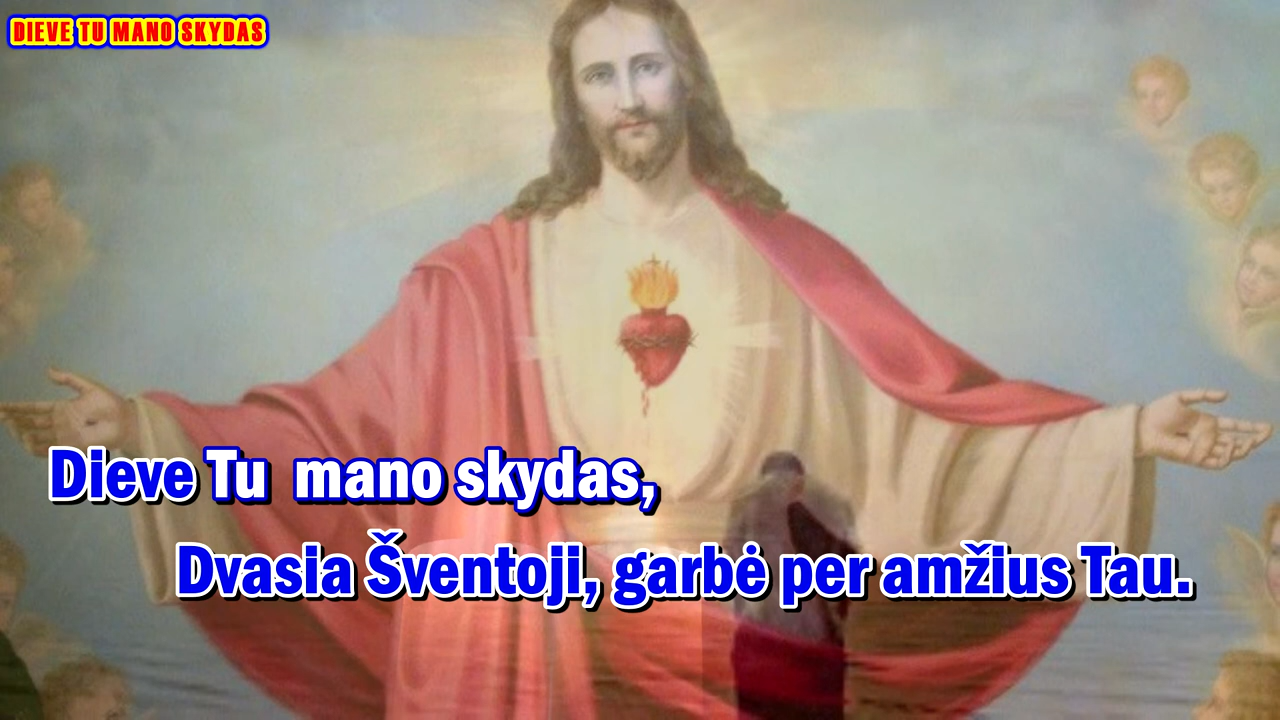 DIEVE TU MANO SKYDAS
Dieve Tu mano skydas,
Dvasia Šventoji, garbė per amžius Tau.